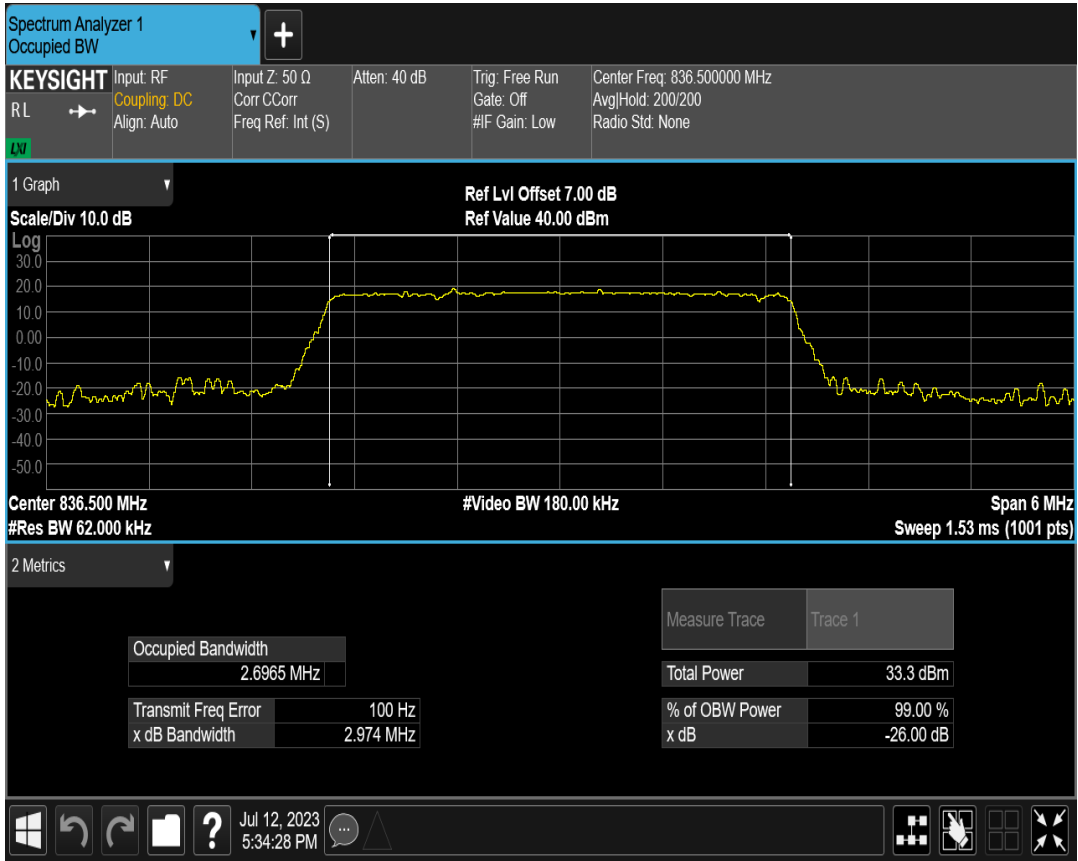 Spectrum Analyzer 1
Occupied BW
KEYSIGHT
R L
LXI
Input: RF
Coupling: DC
Align: Auto
Input Z: 50 Ω
Corr CCorr
Freq Ref: Int (S)
Atten: 40 dB
Trig: Free Run
Gate: Off
#IF Gain: Low
Center Freq: 836.500000 MHz
Avg|Hold: 200/200
Radio Std: None
1 Graph
Scale/Div 10.0 dB
Ref Lvl Offset 7.00 dB
Ref Value 40.00 dBm
Log
30.0
20.0
10.0
0.00
-10.0
-20.0
-30.0
-40.0
-50.0
Center 836.500 MHz
#Res BW 62.000 kHz
#Video BW 180.00 kHz
Span 6 MHz
Sweep 1.53 ms (1001 pts)
2 Metrics
Measure Trace Trace 1
Occupied Bandwidth
2.6965 MHz
Total Power 33.3 dBm
Transmit Freq Error 100 Hz
% of OBW Power 99.00 %
x dB Bandwidth 2.974 MHz
x dB -26.00 dB
Jul 12, 2023
5:34:28 PM